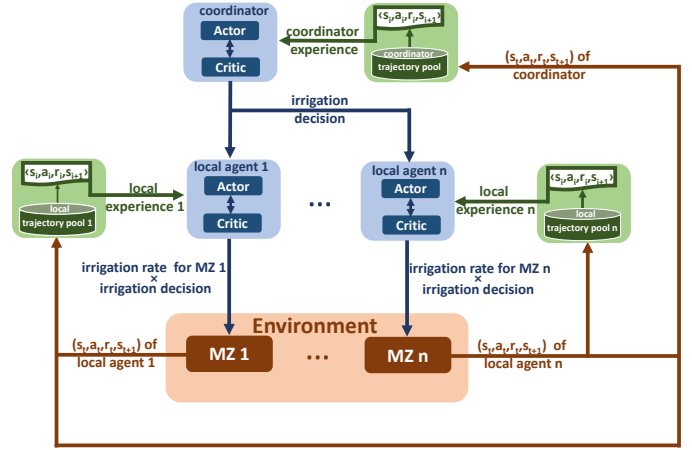 coordinator
Actor
Critic
coordinator
experience
‹sᵢ,aᵢ,rᵢ,sᵢ₊₁›
coordinator
trajectory pool
(sₜ,aₜ,rₜ,sₜ₊₁) of
coordinator
irrigation
decision
‹sᵢ,aᵢ,rᵢ,sᵢ₊₁›
local
trajectory pool 1
local
experience 1
local agent 1
Actor
Critic
...
local agent n
Actor
Critic
local
experience n
‹sᵢ,aᵢ,rᵢ,sᵢ₊₁›
local
trajectory pool n
irrigation rate for MZ 1
×
irrigation decision
irrigation rate for MZ n
×
irrigation decision
Environment
(sₜ,aₜ,rₜ,sₜ₊₁) of
local agent 1
MZ 1
...
MZ n
(sₜ,aₜ,rₜ,sₜ₊₁) of
local agent n